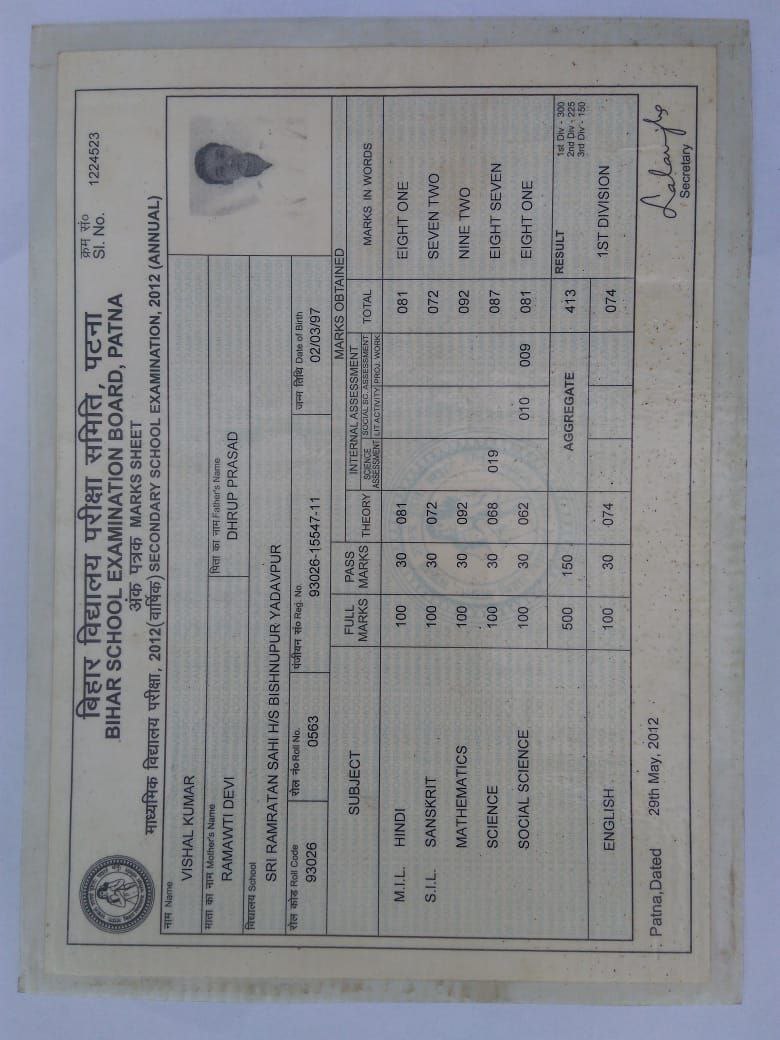 बिहार विद्यालय परीक्षा समिति, पटना
BIHAR SCHOOL EXAMINATION BOARD, PATNA
अंक पत्रक MARKS SHEET
क्रम सं०
Sl. No. 1224523
माध्यमिक विद्यालय परीक्षा, 2012(वार्षिक) SECONDARY SCHOOL EXAMINATION, 2012 (ANNUAL)
नाम Name
VISHAL KUMAR
माता का नाम Mother's Name पिता का नाम Father's Name
RAMAWTI DEVI DHRUP PRASAD
विद्यालय School
SRI RAMRATAN SAHI H/S BISHNUPUR YADAVPUR
रोल कोड Roll Code रोल नं० Roll No. पंजीयन सं० Reg. No. जन्म तिथि Date of Birth
93026 0563 93026-15547-11 02/03/97
SUBJECT FULL MARKS PASS MARKS MARKS OBTAINED
THEORY INTERNAL ASSESSMENT TOTAL MARKS IN WORDS
SCIENCE ASSESSMENT SOCIAL SC. ASSESSMENT
LIT ACTIVITY PROJ. WORK
M.I.L. HINDI 100 30 081 081 EIGHT ONE
S.I.L. SANSKRIT 100 30 072 072 SEVEN TWO
MATHEMATICS 100 30 092 092 NINE TWO
SCIENCE 100 30 068 019 087 EIGHT SEVEN
SOCIAL SCIENCE 100 30 062 010 009 081 EIGHT ONE
500 150 AGGREGATE 413 RESULT 1st Div - 300
2nd Div - 225
3rd Div - 150
ENGLISH 100 30 074 074 1ST DIVISION
Patna,Dated 29th May, 2012
Secretary